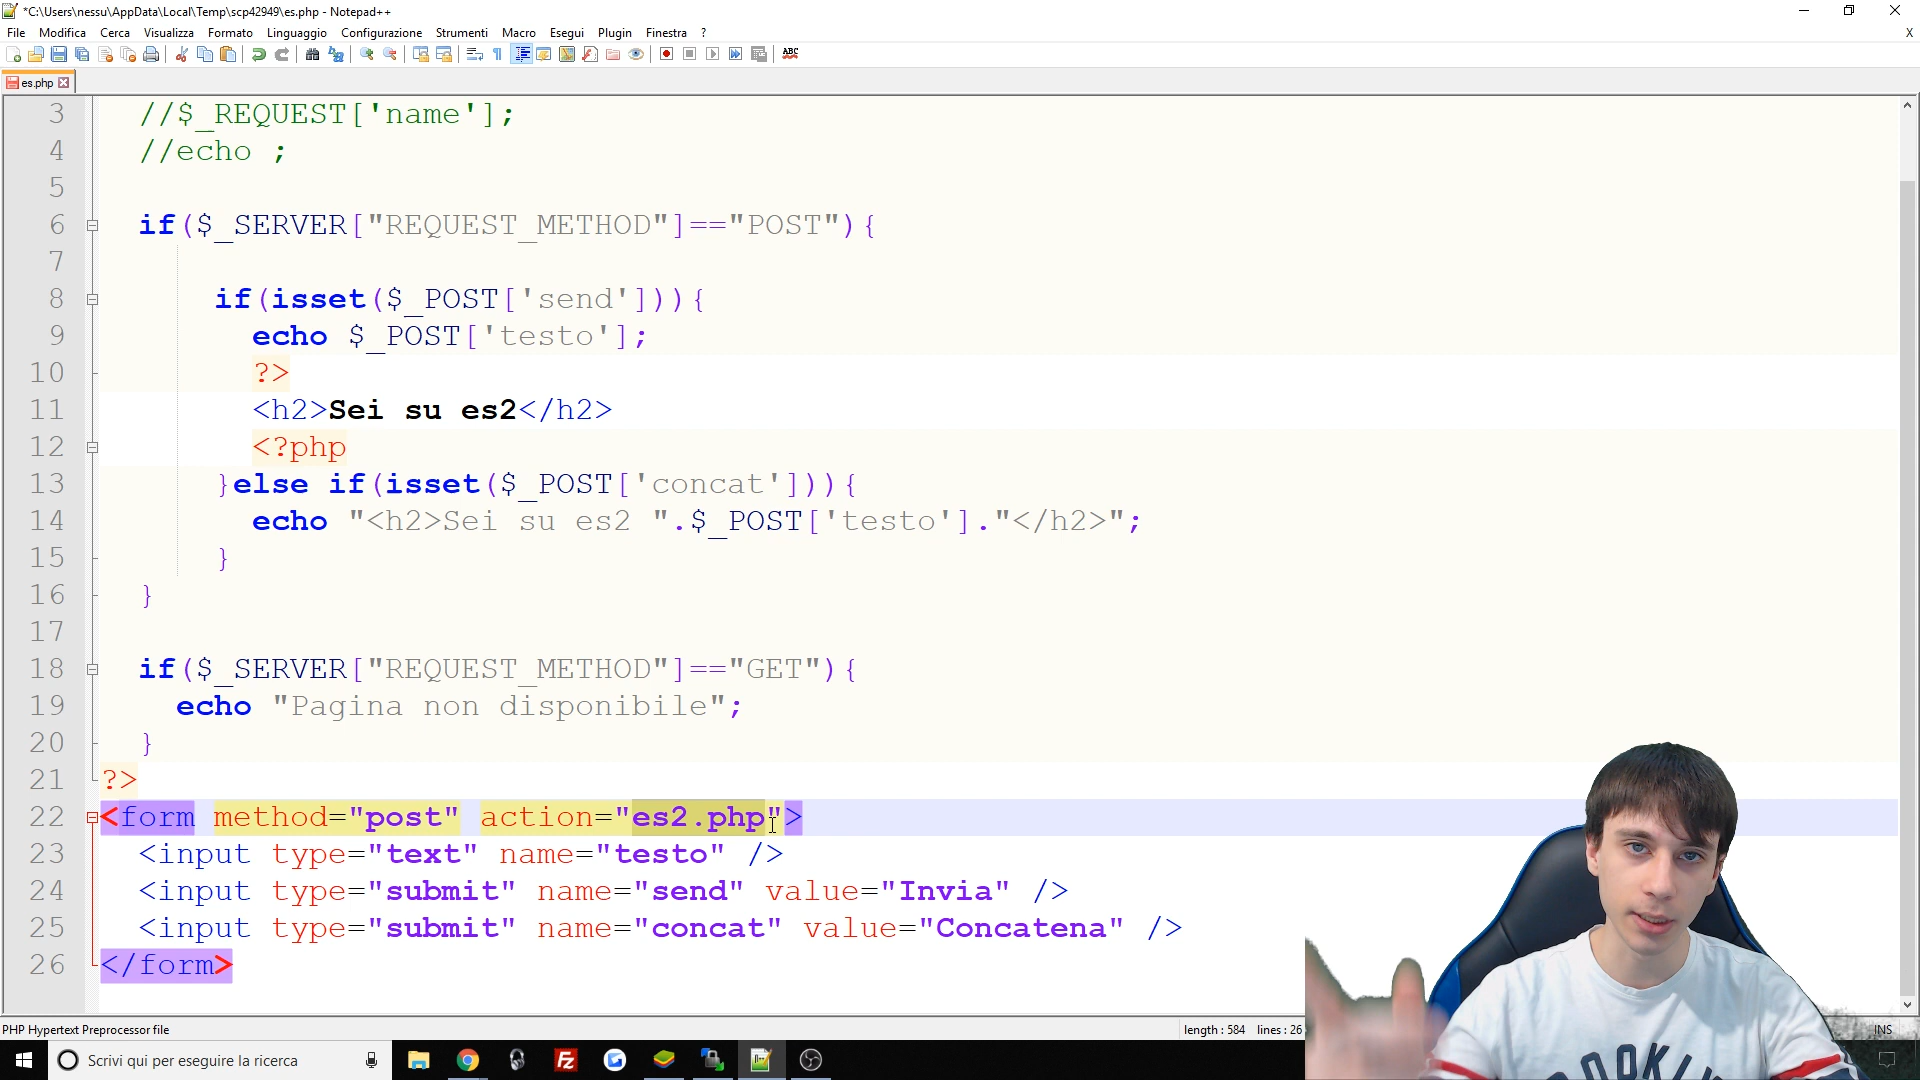 *C:\Users\nessu\AppData\Local\Temp\scp42949\es.php - Notepad++
File Modifica Cerca Visualizza Formato Linguaggio Configurazione Strumenti Macro Esegui Plugin Finestra ? X
ABC
es.php
3 //$_REQUEST['name'];
4 //echo ;
5
6 if($_SERVER["REQUEST_METHOD"]=="POST"){
7
8 if(isset($_POST['send'])){
9 echo $_POST['testo'];
10 ?>
11 <h2>Sei su es2</h2>
12 <?php
13 }else if(isset($_POST['concat'])){
14 echo "<h2>Sei su es2 ".$_POST['testo']."</h2>";
15 }
16 }
17
18 if($_SERVER["REQUEST_METHOD"]=="GET"){
19 echo "Pagina non disponibile";
20 }
21 ?>
22 <form method="post" action="es2.php">
23 <input type="text" name="testo" />
24 <input type="submit" name="send" value="Invia" />
25 <input type="submit" name="concat" value="Concatena" />
26 </form>
PHP Hypertext Preprocessor file length : 584 lines : 26 INS
Scrivi qui per eseguire la ricerca
Fz